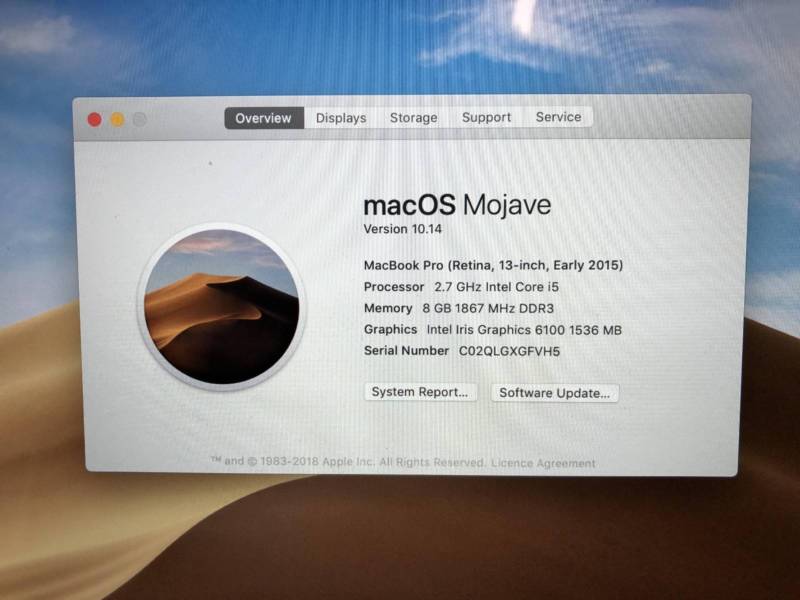 Overview Displays Storage Support Service
macOS Mojave
Version 10.14
MacBook Pro (Retina, 13-inch, Early 2015)
Processor 2.7 GHz Intel Core i5
Memory 8 GB 1867 MHz DDR3
Graphics Intel Iris Graphics 6100 1536 MB
Serial Number C02QLGXGFVH5
System Report... Software Update...
™ and © 1983-2018 Apple Inc. All Rights Reserved. Licence Agreement